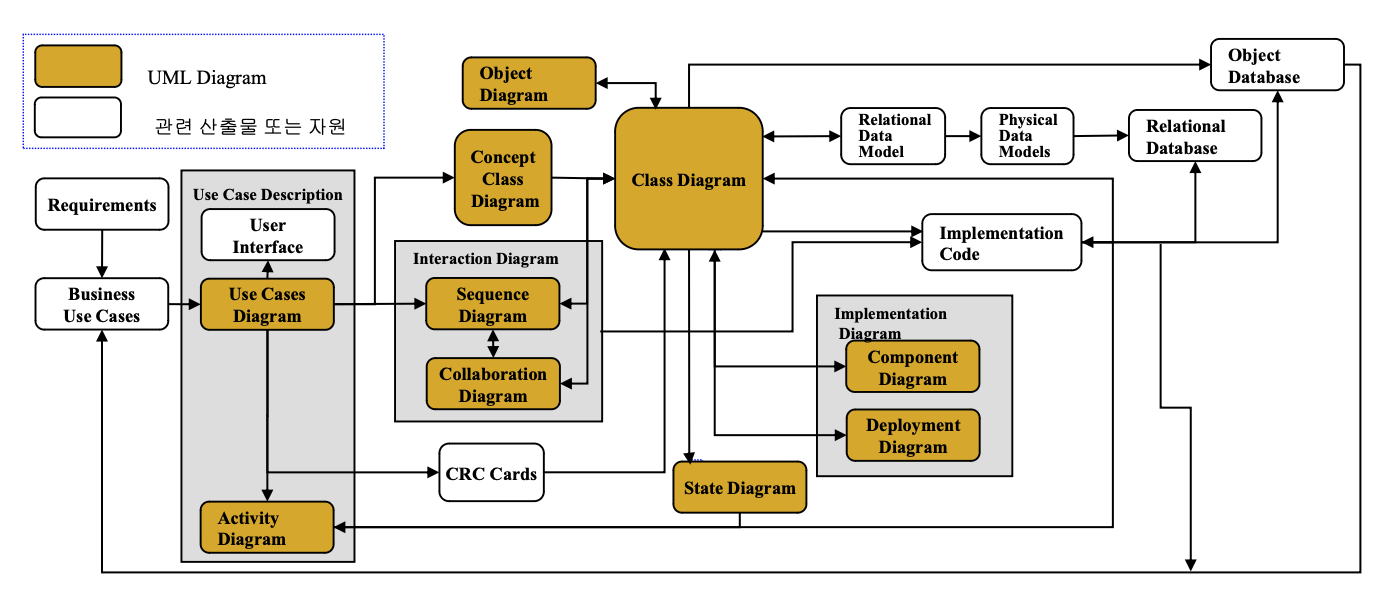 UML Diagram
관련 산출물 또는 자원
Requirements
Business
Use Cases
Use Case Description
User
Interface
Use Cases
Diagram
Activity
Diagram
Object
Diagram
Concept
Class
Diagram
Interaction Diagram
Sequence
Diagram
Collaboration
Diagram
CRC Cards
Class Diagram
State Diagram
Relational
Data
Model
Physical
Data
Models
Relational
Database
Object
Database
Implementation
Code
Implementation
Diagram
Component
Diagram
Deployment
Diagram